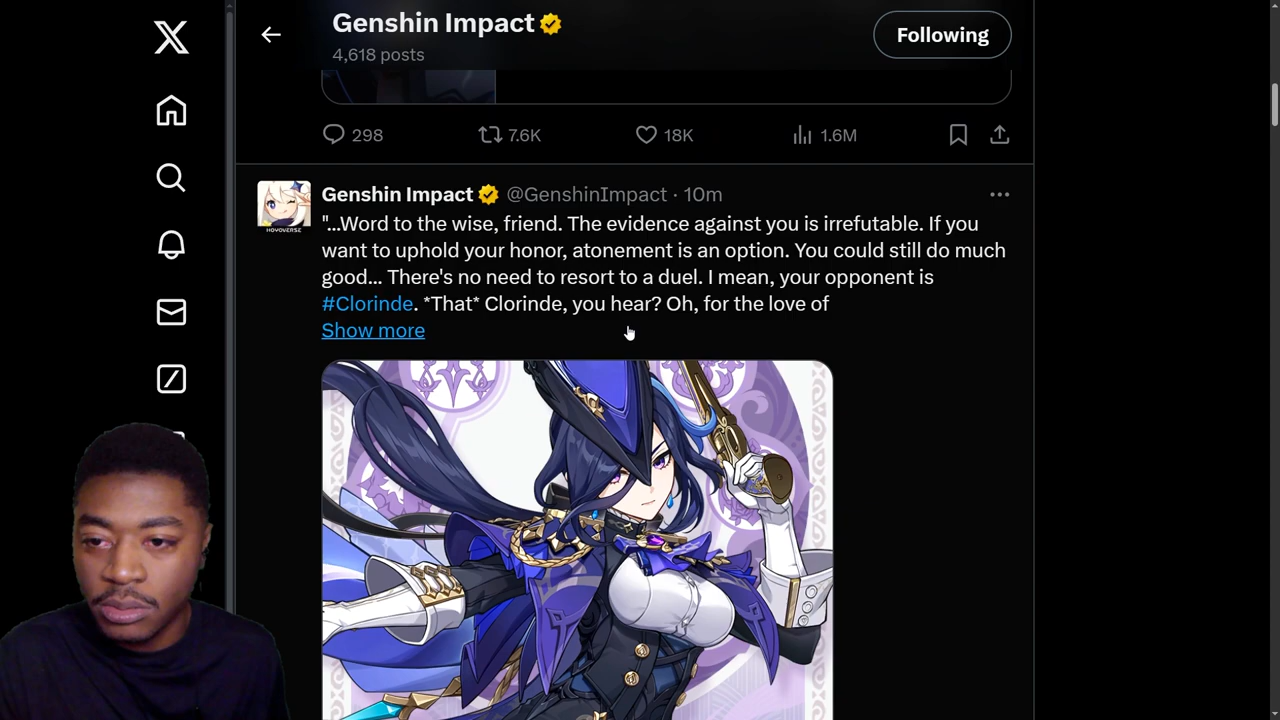 Genshin Impact
4,618 posts
Following
298
7.6K
18K
1.6M
Genshin Impact @GenshinImpact · 10m
"...Word to the wise, friend. The evidence against you is irrefutable. If you
want to uphold your honor, atonement is an option. You could still do much
good... There's no need to resort to a duel. I mean, your opponent is
#Clorinde. *That* Clorinde, you hear? Oh, for the love of
Show more
HOYOVERSE